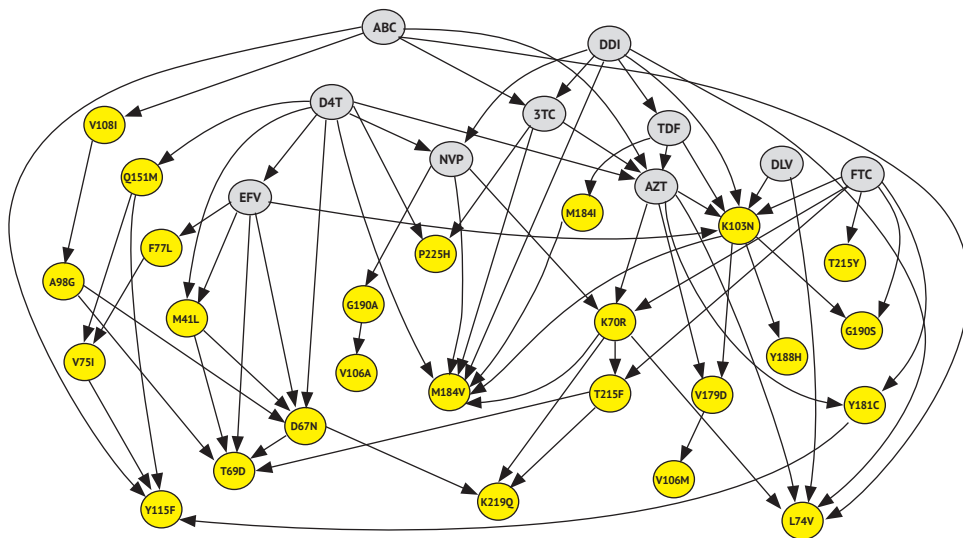 ABC
DDI
D4T
3TC
V108I
TDF
NVP
DLV
FTC
Q151M
AZT
EFV
M184I
K103N
F77L
P225H
T215Y
A98G
G190A
M41L
K70R
G190S
V75I
Y188H
V106A
M184V
T215F
V179D
Y181C
D67N
T69D
V106M
K219Q
Y115F
L74V